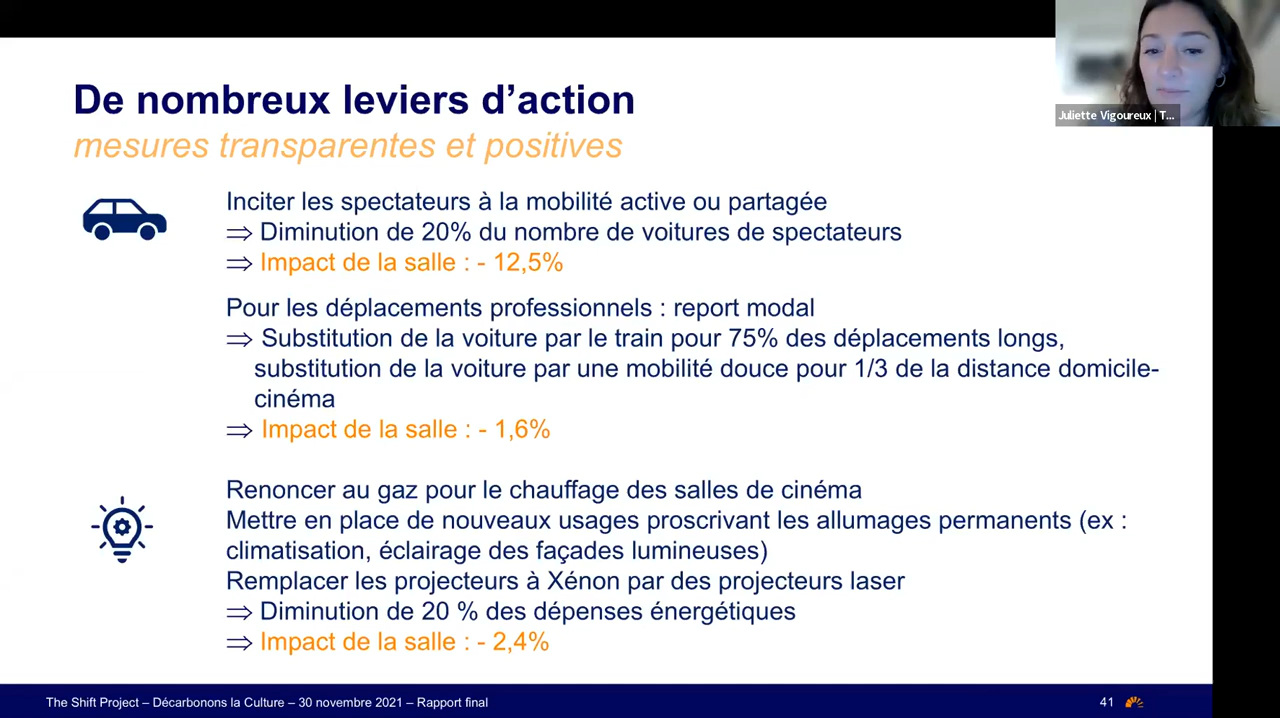 De nombreux leviers d’action
mesures transparentes et positives
Juliette Vigoureux | T...
Inciter les spectateurs à la mobilité active ou partagée
⇒ Diminution de 20% du nombre de voitures de spectateurs
⇒ Impact de la salle : - 12,5%
Pour les déplacements professionnels : report modal
⇒ Substitution de la voiture par le train pour 75% des déplacements longs,
substitution de la voiture par une mobilité douce pour 1/3 de la distance domicile-
cinéma
⇒ Impact de la salle : - 1,6%
Renoncer au gaz pour le chauffage des salles de cinéma
Mettre en place de nouveaux usages proscrivant les allumages permanents (ex :
climatisation, éclairage des façades lumineuses)
Remplacer les projecteurs à Xénon par des projecteurs laser
⇒ Diminution de 20 % des dépenses énergétiques
⇒ Impact de la salle : - 2,4%
The Shift Project – Décarbonons la Culture – 30 novembre 2021 – Rapport final
41